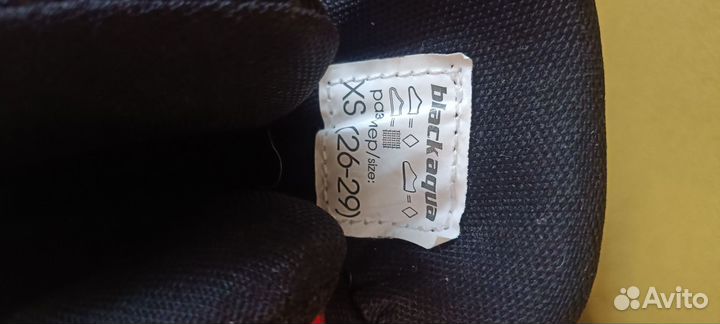 blackaqua
размер/size:
XS (26-29)
Avito